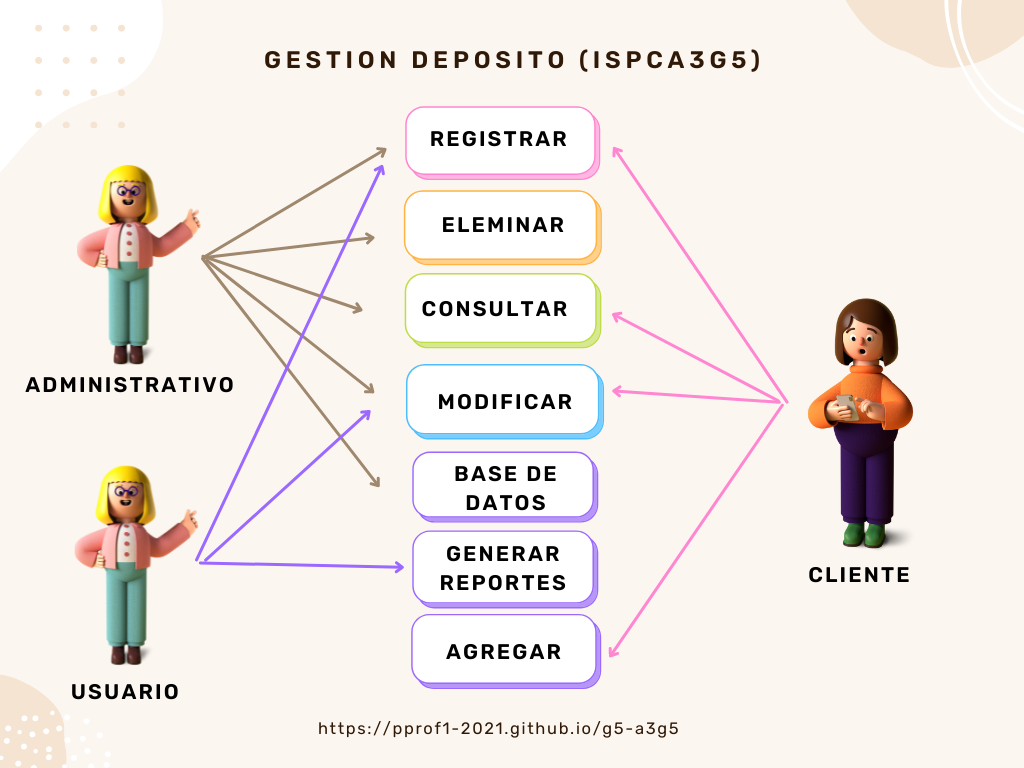 GESTION DEPOSITO (ISPCA3G5)
REGISTRAR
ELEMINAR
CONSULTAR
MODIFICAR
BASE DE
DATOS
GENERAR
REPORTES
AGREGAR
ADMINISTRATIVO
USUARIO
CLIENTE
https://pprof1-2021.github.io/g5-a3g5